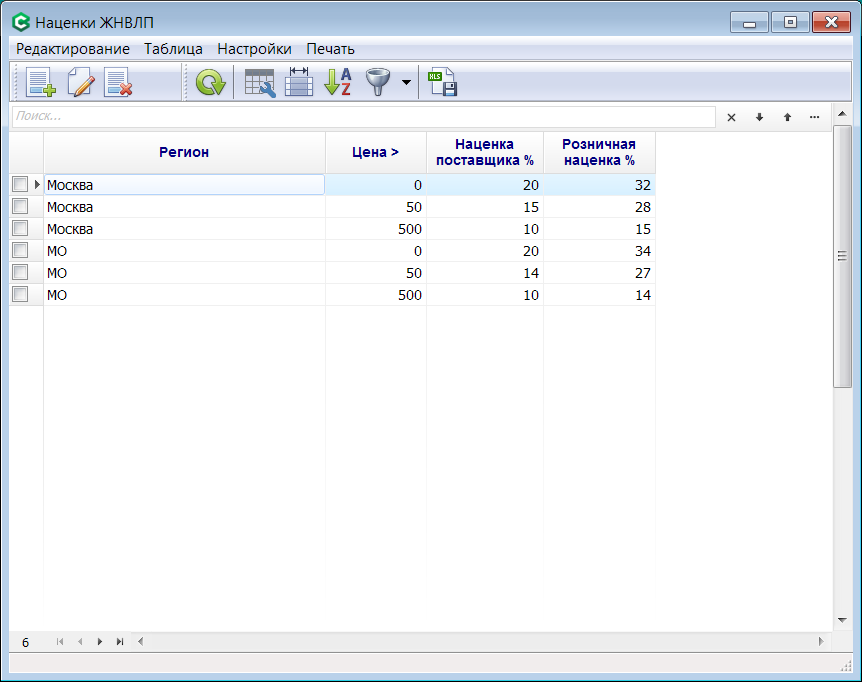 Наценки ЖНВЛП
Редактирование Таблица Настройки Печать
A
Z
XLS
Поиск...
Регион Цена > Наценка поставщика % Розничная наценка %
Москва 0 20 32
Москва 50 15 28
Москва 500 10 15
МО 0 20 34
МО 50 14 27
МО 500 10 14
6